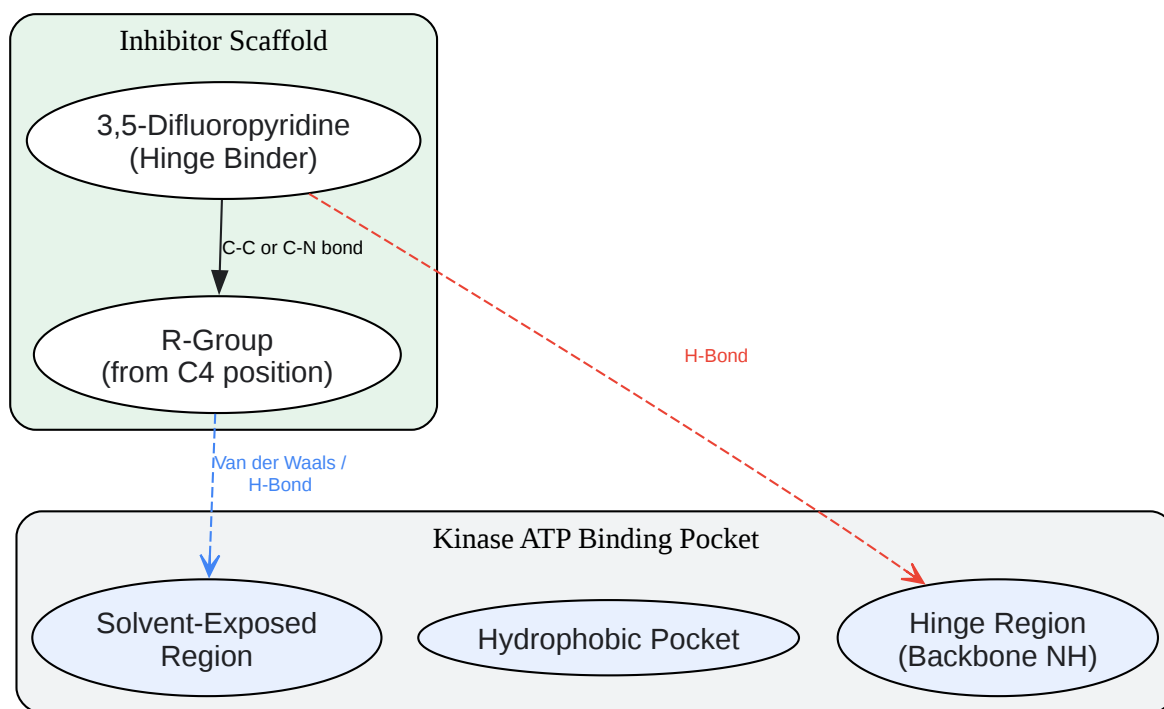 Inhibitor Scaffold
3,5-Difluoropyridine
(Hinge Binder)
C-C or C-N bond
R-Group
(from C4 position)
H-Bond
Van der Waals /
H-Bond
Kinase ATP Binding Pocket
Solvent-Exposed
Region
Hydrophobic Pocket
Hinge Region
(Backbone NH)